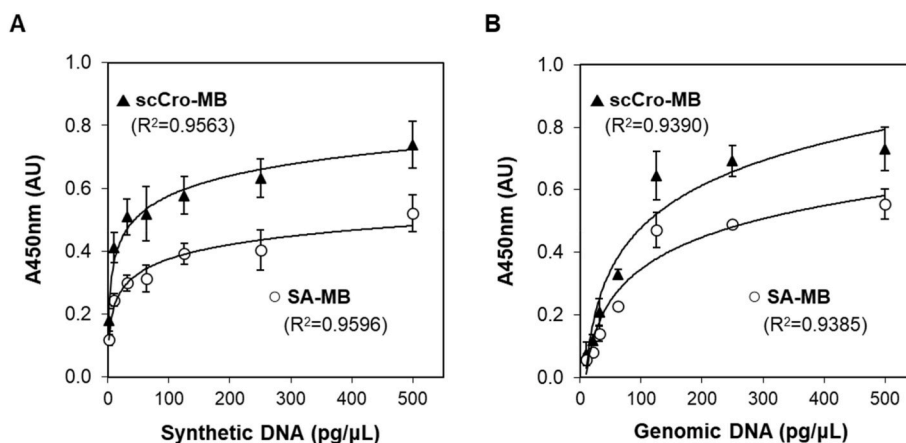 A
1.0
0.8
0.6
0.4
0.2
0.0
A450nm (AU)
▲ scCro-MB
(R²=0.9563)
○ SA-MB
(R²=0.9596)
0 100 200 300 400 500
Synthetic DNA (pg/µL)
B
1.0
0.8
0.6
0.4
0.2
0.0
A450nm (AU)
▲ scCro-MB
(R²=0.9390)
○ SA-MB
(R²=0.9385)
0 100 200 300 400 500
Genomic DNA (pg/µL)